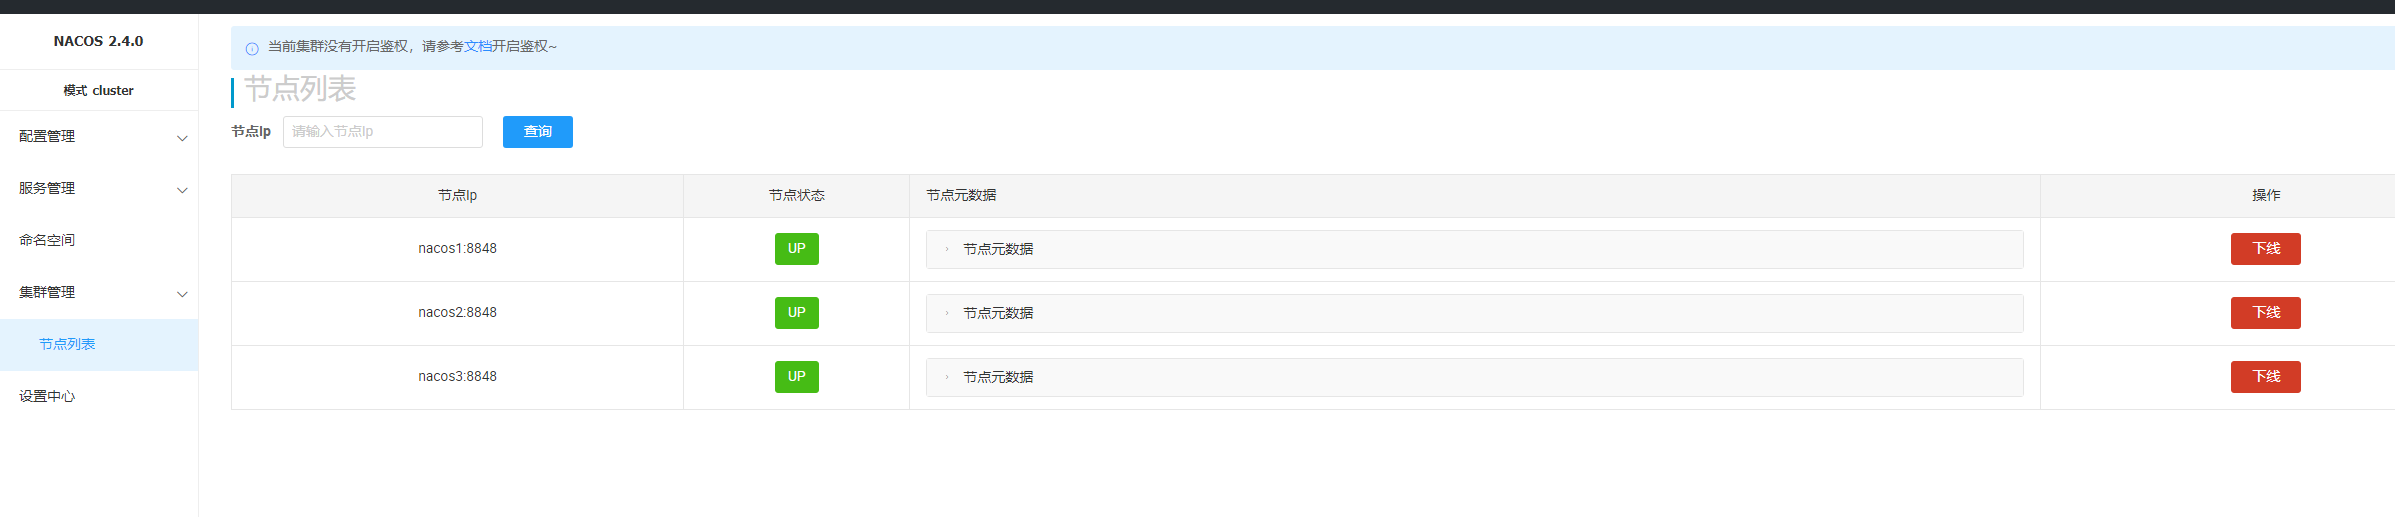 NACOS 2.4.0
模式 cluster
配置管理
服务管理
命名空间
集群管理
节点列表
设置中心
当前集群没有开启鉴权，请参考文档开启鉴权~
节点列表
节点Ip 请输入节点Ip 查询
节点Ip 节点状态 节点元数据 操作
nacos1:8848 UP 节点元数据 下线
nacos2:8848 UP 节点元数据 下线
nacos3:8848 UP 节点元数据 下线